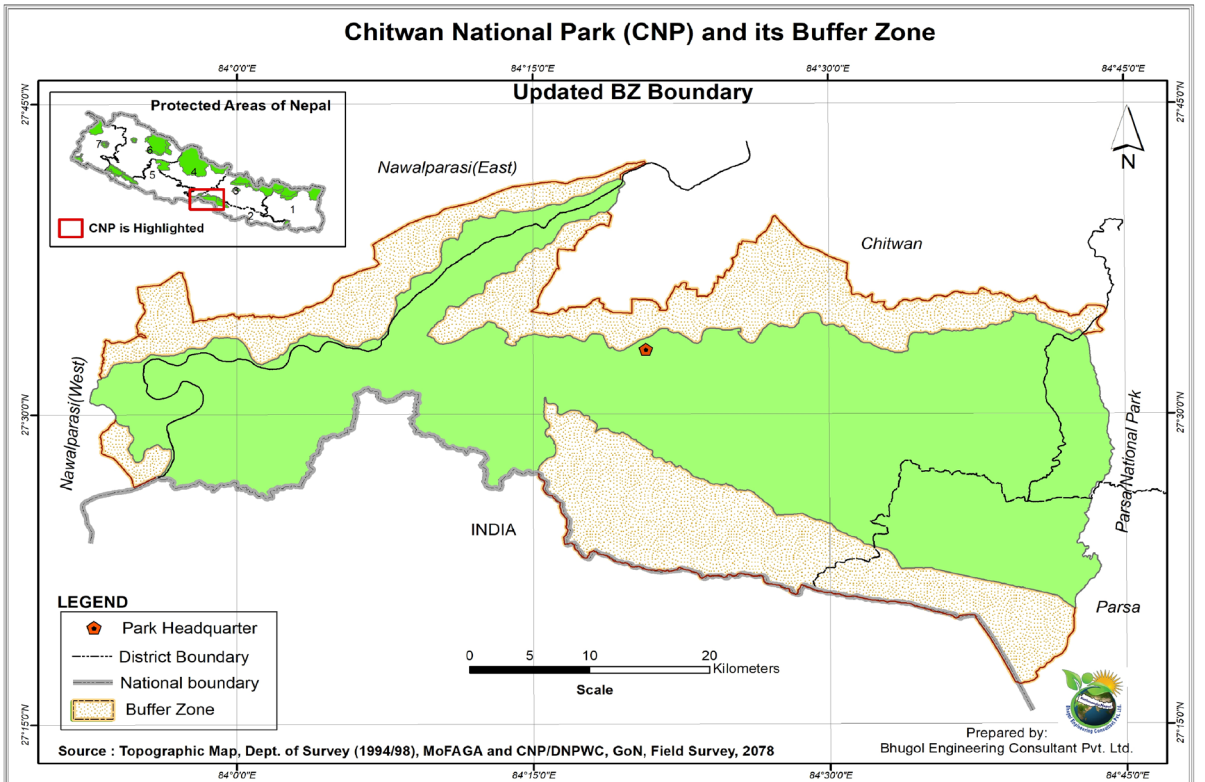 Chitwan National Park (CNP) and its Buffer Zone
84°0'0"E 84°15'0"E 84°30'0"E 84°45'0"E
Updated BZ Boundary
27°45'0"N
27°45'0"N
Protected Areas of Nepal
7
6
5
4
3
2
1
CNP is Highlighted
N
Nawalparasi(East)
Chitwan
Nawalparasi(West)
27°30'0"N
27°30'0"N
Parsa National Park
INDIA
Parsa
LEGEND
Park Headquarter
District Boundary
National boundary
Buffer Zone
0 5 10 20
Kilometers
Scale
27°15'0"N
27°15'0"N
Bhugol Engineering Consultant Pvt. Ltd.
Prepared by:
Bhugol Engineering Consultant Pvt. Ltd.
Source : Topographic Map, Dept. of Survey (1994/98), MoFAGA and CNP/DNPWC, GoN, Field Survey, 2078
84°0'0"E 84°15'0"E 84°30'0"E 84°45'0"E